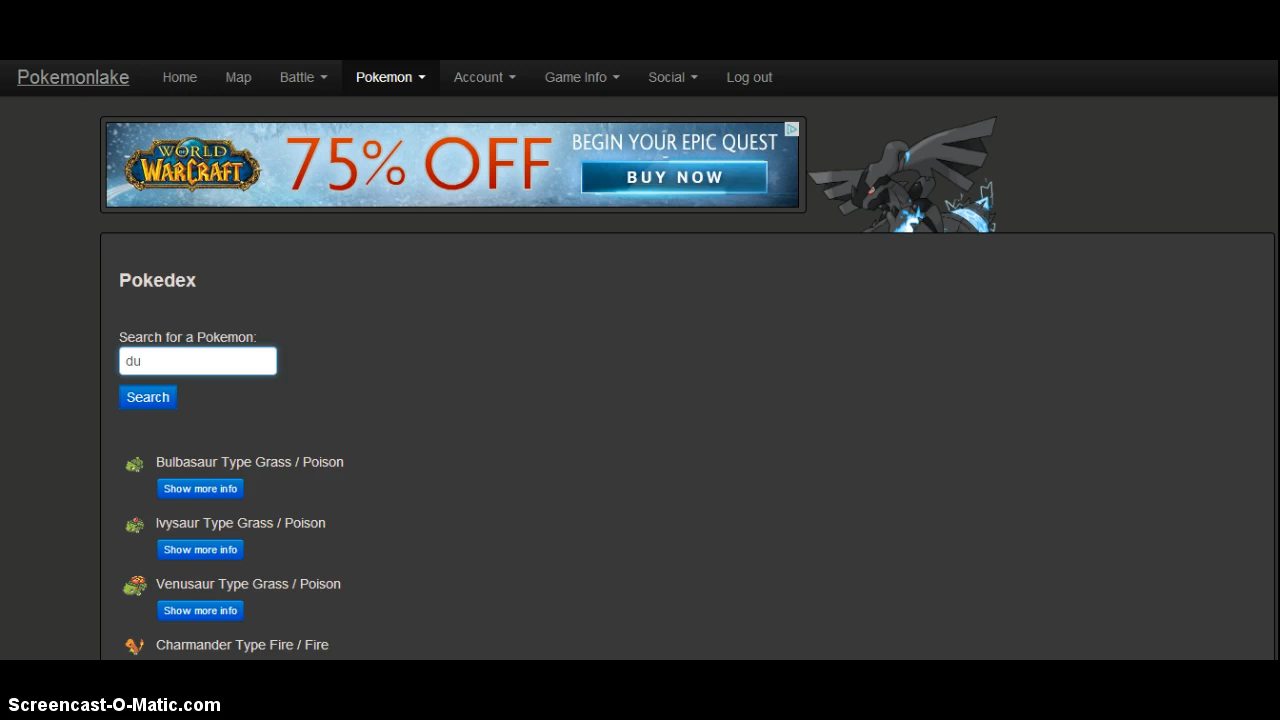 Pokemonlake Home Map Battle Pokemon Account Game Info Social Log out
WORLD OF WARCRAFT 75% OFF BEGIN YOUR EPIC QUEST
BUY NOW
Pokedex
Search for a Pokemon:
du
Search
Bulbasaur Type Grass / Poison
Show more info
Ivysaur Type Grass / Poison
Show more info
Venusaur Type Grass / Poison
Show more info
Charmander Type Fire / Fire
Screencast-O-Matic.com